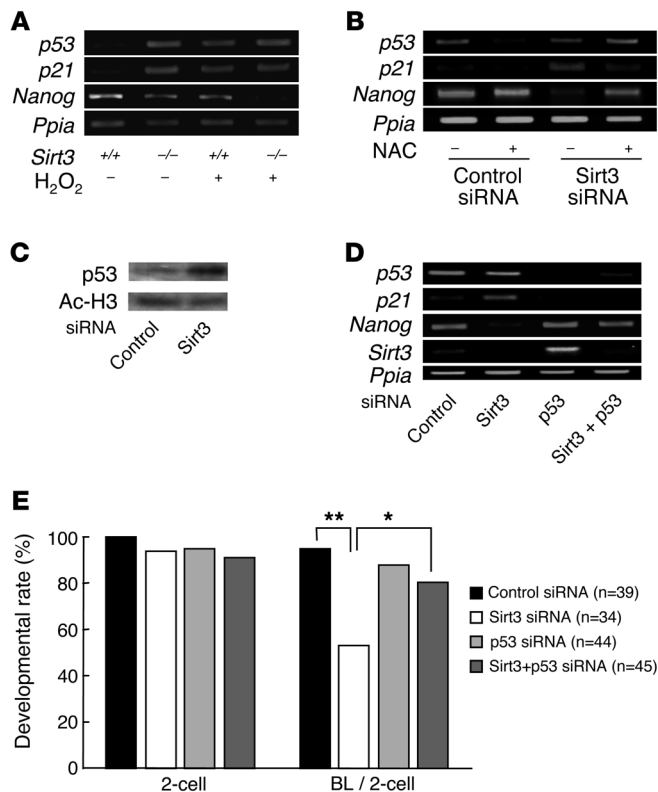 A
p53
p21
Nanog
Ppia
Sirt3 +/+ –/– +/+ –/–
H2O2 – – + +
B
p53
p21
Nanog
Ppia
NAC – + – +
Control siRNA Sirt3 siRNA
C
p53
Ac-H3
siRNA
Control Sirt3
D
p53
p21
Nanog
Sirt3
Ppia
siRNA
Control Sirt3 p53 Sirt3 + p53
E
Developmental rate (%)
100
80
60
40
20
0
** *
2-cell BL / 2-cell
Control siRNA (n=39)
Sirt3 siRNA (n=34)
p53 siRNA (n=44)
Sirt3+p53 siRNA (n=45)